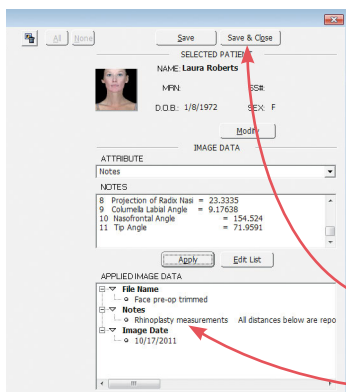 All None Save Save & Close
SELECTED PATIENT
NAME: Laura Roberts
MRN: SS#:
D.O.B.: 1/8/1972 SEX: F
Modify
IMAGE DATA
ATTRIBUTE
Notes
NOTES
8 Projection of Radix Nasi = 23.3335
9 Columella Labial Angle = 9.17638
10 Nasofrontal Angle = 154.524
11 Tip Angle = 71.9591
Apply Edit List
APPLIED IMAGE DATA
File Name
Face pre-op trimmed
Notes
Rhinoplasty measurements All distances below are repo
Image Date
10/17/2011